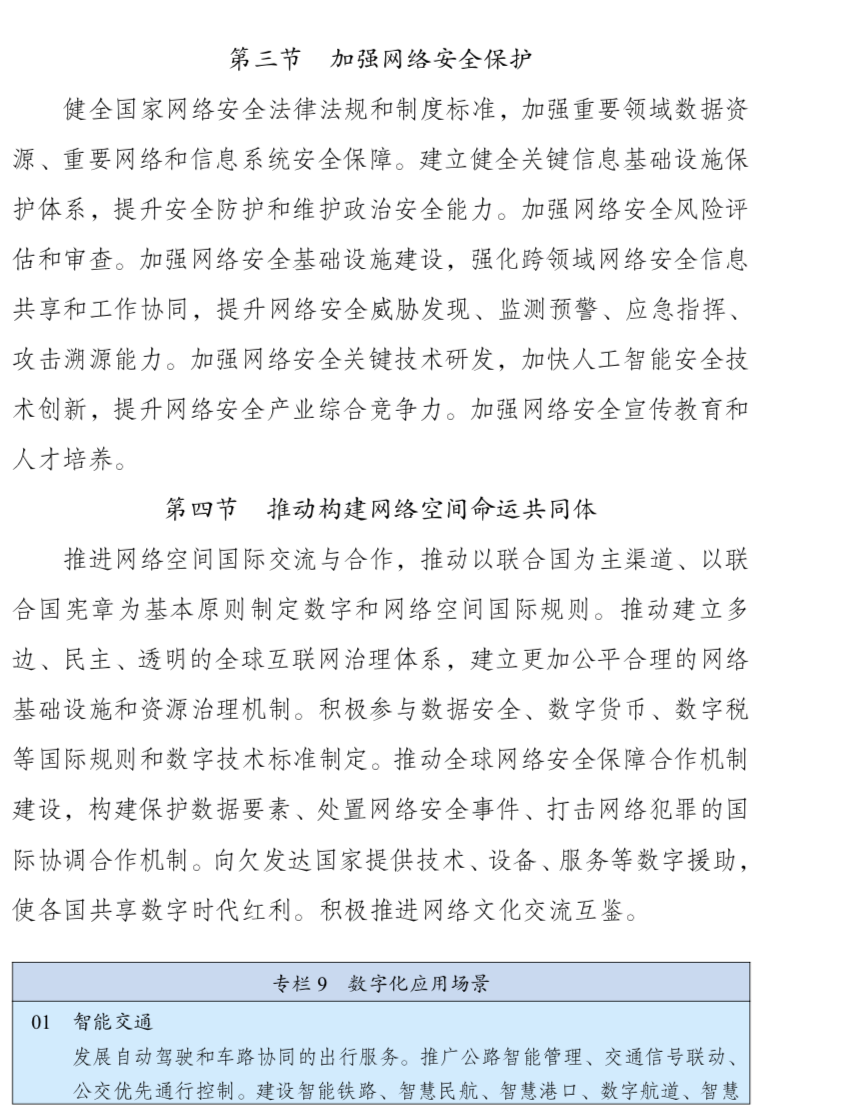 第三节 加强网络安全保护
健全国家网络安全法律法规和制度标准，加强重要领域数据资
源、重要网络和信息系统安全保障。建立健全关键信息基础设施保
护体系，提升安全防护和维护政治安全能力。加强网络安全风险评
估和审查。加强网络安全基础设施建设，强化跨领域网络安全信息
共享和工作协同，提升网络安全威胁发现、监测预警、应急指挥、
攻击溯源能力。加强网络安全关键技术研发，加快人工智能安全技
术创新，提升网络安全产业综合竞争力。加强网络安全宣传教育和
人才培养。
第四节 推动构建网络空间命运共同体
推进网络空间国际交流与合作，推动以联合国为主渠道、以联
合国宪章为基本原则制定数字和网络空间国际规则。推动建立多
边、民主、透明的全球互联网治理体系，建立更加公平合理的网络
基础设施和资源治理机制。积极参与数据安全、数字货币、数字税
等国际规则和数字技术标准制定。推动全球网络安全保障合作机制
建设，构建保护数据要素、处置网络安全事件、打击网络犯罪的国
际协调合作机制。向欠发达国家提供技术、设备、服务等数字援助，
使各国共享数字时代红利。积极推进网络文化交流互鉴。
专栏 9 数字化应用场景
01 智能交通
发展自动驾驶和车路协同的出行服务。推广公路智能管理、交通信号联动、
公交优先通行控制。建设智能铁路、智慧民航、智慧港口、数字航道、智慧